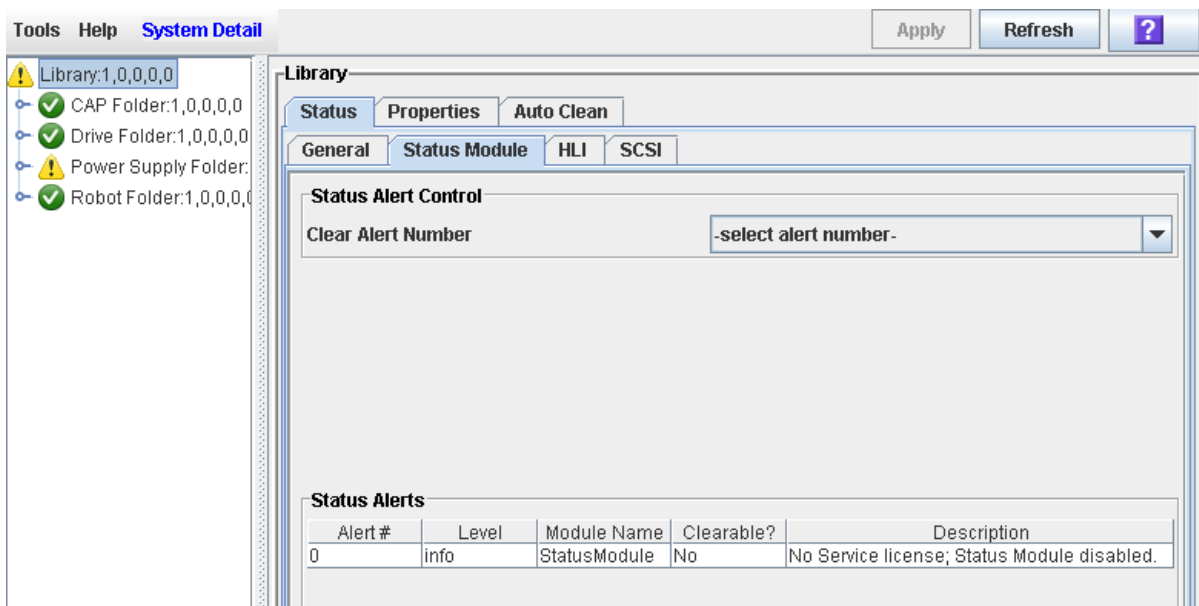 Tools Help System Detail
Apply Refresh ?
Library:1,0,0,0,0
CAP Folder:1,0,0,0,0
Drive Folder:1,0,0,0,0
Power Supply Folder:
Robot Folder:1,0,0,0,
Library
Status Properties Auto Clean
General Status Module HLI SCSI
Status Alert Control
Clear Alert Number -select alert number-
Status Alerts
Alert # Level Module Name Clearable? Description
0 info StatusModule No No Service license; Status Module disabled.